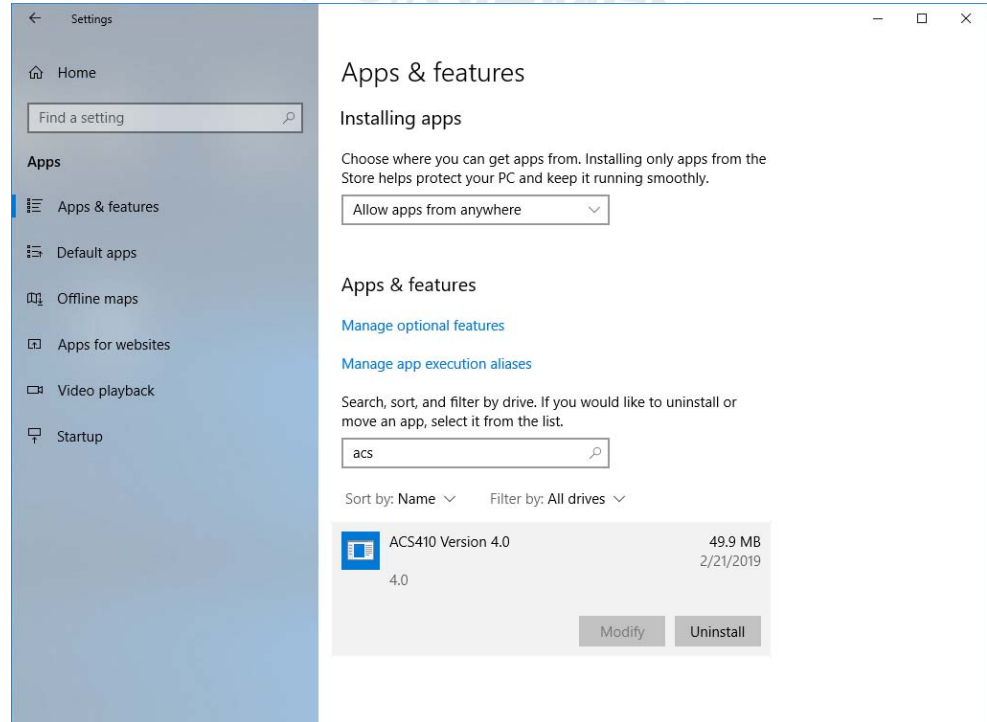 Settings
Home
Find a setting
Apps
Apps & features
Default apps
Offline maps
Apps for websites
Video playback
Startup
Apps & features
Installing apps
Choose where you can get apps from. Installing only apps from the
Store helps protect your PC and keep it running smoothly.
Allow apps from anywhere
Apps & features
Manage optional features
Manage app execution aliases
Search, sort, and filter by drive. If you would like to uninstall or
move an app, select it from the list.
acs
Sort by: Name Filter by: All drives
ACS410 Version 4.0 49.9 MB
2/21/2019
4.0
Modify Uninstall